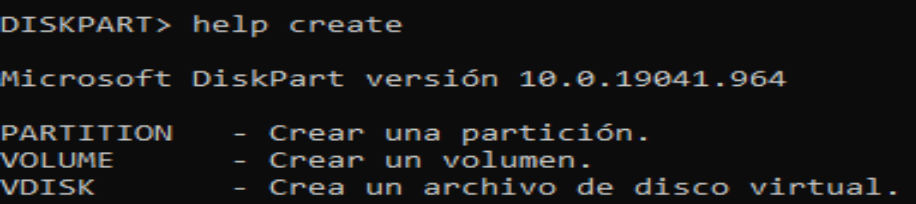 DISKPART> help create
Microsoft DiskPart versión 10.0.19041.964
PARTITION - Crear una partición.
VOLUME - Crear un volumen.
VDISK - Crea un archivo de disco virtual.